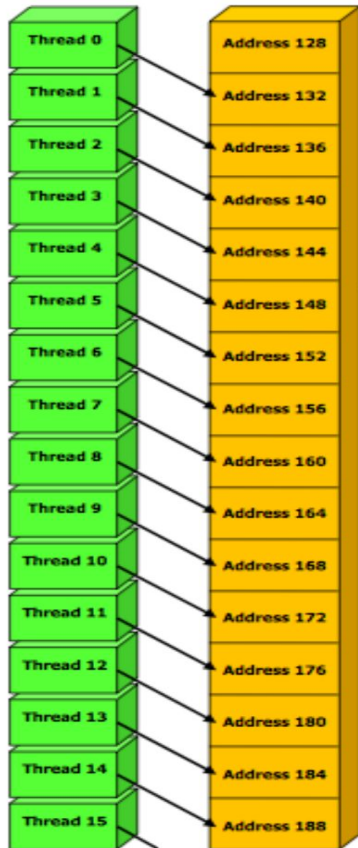 Thread 0
Address 128
Thread 1
Address 132
Thread 2
Address 136
Thread 3
Address 140
Thread 4
Address 144
Thread 5
Address 148
Thread 6
Address 152
Thread 7
Address 156
Thread 8
Address 160
Thread 9
Address 164
Thread 10
Address 168
Thread 11
Address 172
Thread 12
Address 176
Thread 13
Address 180
Thread 14
Address 184
Thread 15
Address 188